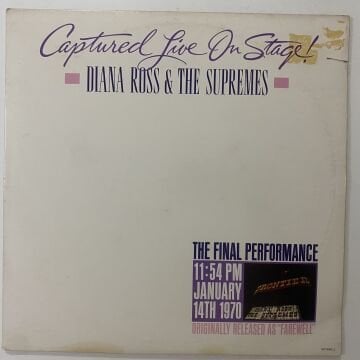 Captured Live On Stage!
DIANA ROSS & THE SUPREMES
THE FINAL PERFORMANCE
11:54 PM
JANUARY
14TH 1970
FRONTIER
ORIGINALLY RELEASED AS "FAREWELL"